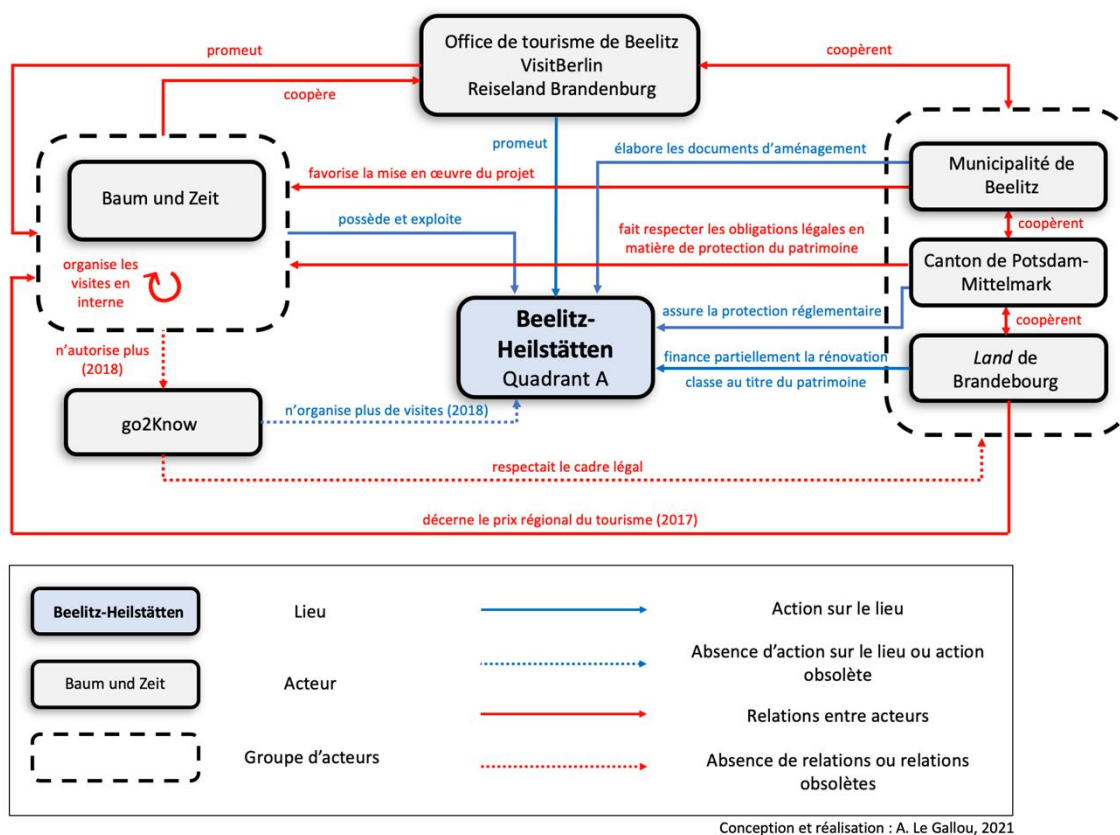 Office de tourisme de Beelitz
VisitBerlin
Reiseland Brandenburg
promeut
coopère
coopèrent
promeut
élabore les documents d’aménagement
Municipalité de
Beelitz
Baum und Zeit
favorise la mise en œuvre du projet
possède et exploite
coopèrent
fait respecter les obligations légales en
matière de protection du patrimoine
Canton de Potsdam-
Mittelmark
organise les
visites en
interne
Beelitz-
Heilstätten
Quadrant A
assure la protection réglementaire
coopèrent
finance partiellement la rénovation
classe au titre du patrimoine
Land de
Brandebourg
n’autorise plus
(2018)
go2Know
n’organise plus de visites (2018)
respectait le cadre légal
décerne le prix régional du tourisme (2017)
Beelitz-Heilstätten
Lieu
Action sur le lieu
Absence d’action sur le lieu ou action
obsolète
Baum und Zeit
Acteur
Relations entre acteurs
Groupe d’acteurs
Absence de relations ou relations
obsolètes
Conception et réalisation : A. Le Gallou, 2021